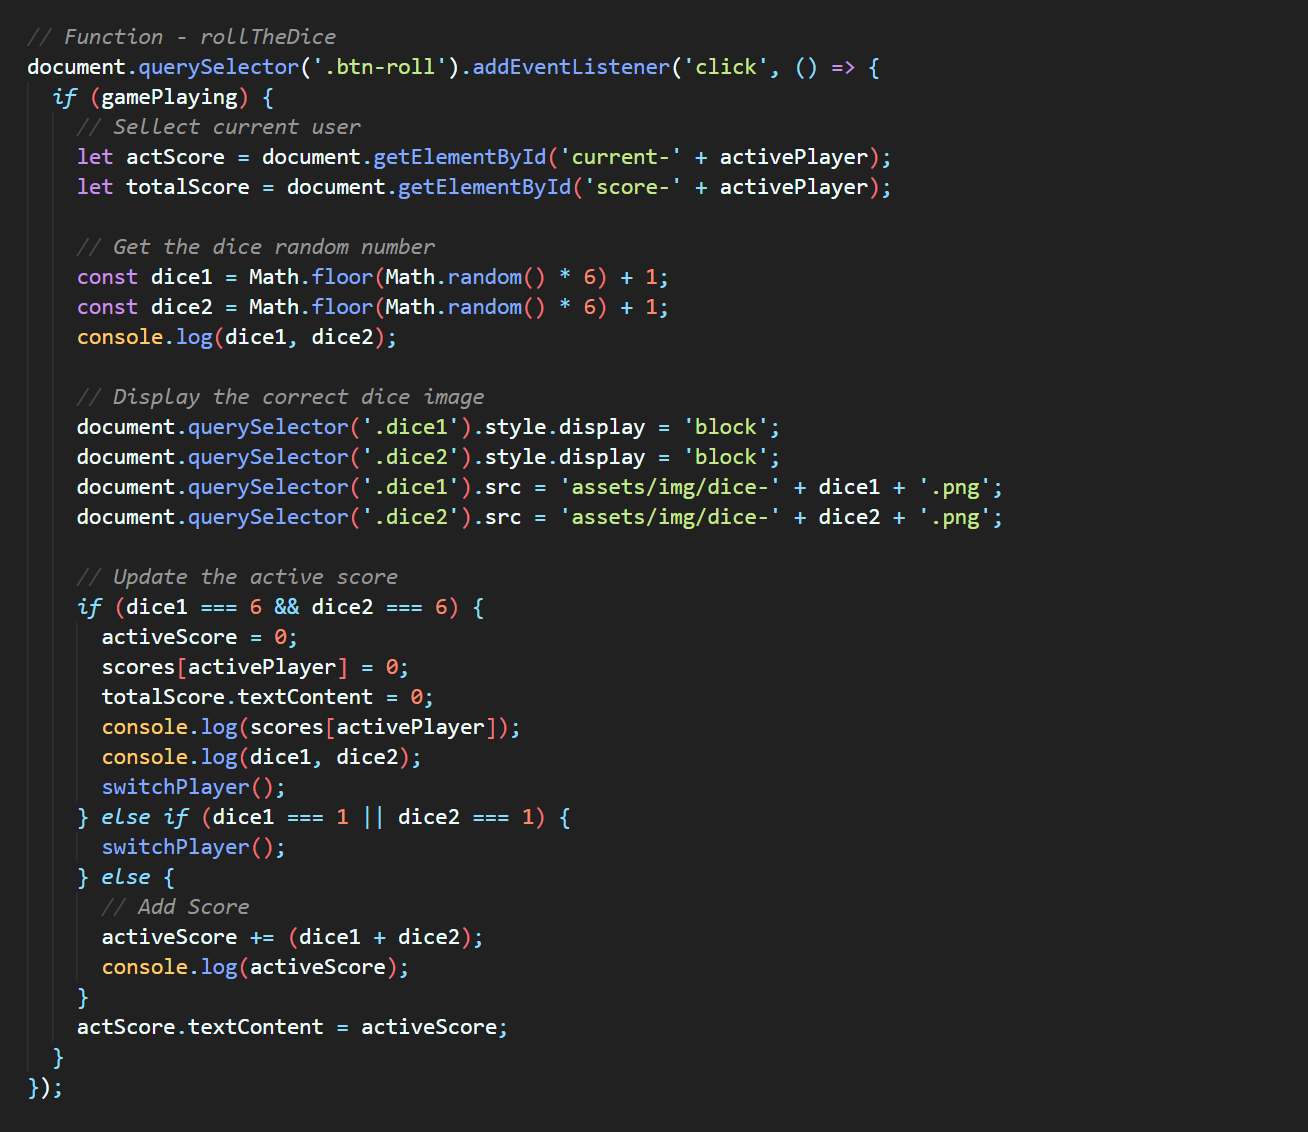 // Function - rollTheDice
document.querySelector('.btn-roll').addEventListener('click', () => {
  if (gamePlaying) {
    // Sellect current user
    let actScore = document.getElementById('current-' + activePlayer);
    let totalScore = document.getElementById('score-' + activePlayer);

    // Get the dice random number
    const dice1 = Math.floor(Math.random() * 6) + 1;
    const dice2 = Math.floor(Math.random() * 6) + 1;
    console.log(dice1, dice2);

    // Display the correct dice image
    document.querySelector('.dice1').style.display = 'block';
    document.querySelector('.dice2').style.display = 'block';
    document.querySelector('.dice1').src = 'assets/img/dice-' + dice1 + '.png';
    document.querySelector('.dice2').src = 'assets/img/dice-' + dice2 + '.png';

    // Update the active score
    if (dice1 === 6 && dice2 === 6) {
      activeScore = 0;
      scores[activePlayer] = 0;
      totalScore.textContent = 0;
      console.log(scores[activePlayer]);
      console.log(dice1, dice2);
      switchPlayer();
    } else if (dice1 === 1 || dice2 === 1) {
      switchPlayer();
    } else {
      // Add Score
      activeScore += (dice1 + dice2);
      console.log(activeScore);
    }
    actScore.textContent = activeScore;
  }
});